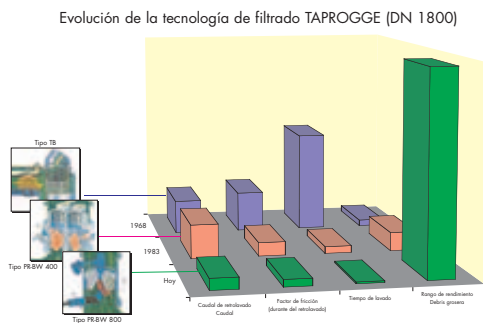 Evolución de la tecnología de filtrado TAPROGGE (DN 1800)
Tipo TB
1968
Tipo PR-BW 400
1983
Hoy
Tipo PR-BW 800
Caudal de retrolavado
Caudal
Factor de fricción
(durante del retrolavado)
Tiempo de lavado
Rango de rendimiento
Debris grosera